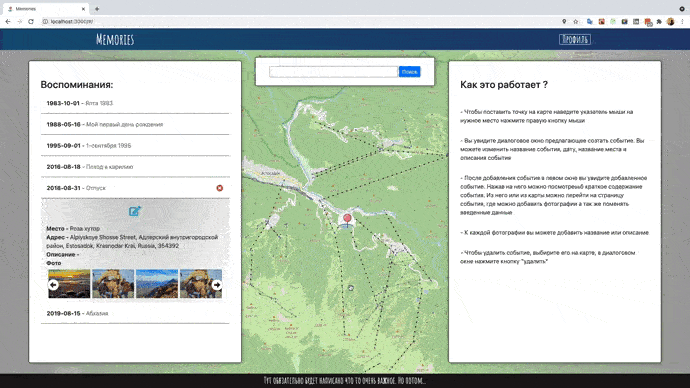 Memories
localhost:3000/#/
Memories
Профиль
Поиск
Воспоминания:
1983-10-01 - Ялта 1983
1988-05-16 - Мой первый день рождения
1995-09-01 - 1-сентября 1995
2016-08-18 - Поход в карилию
2018-08-31 - Отпуск
Место - Роза хутор
Адрес - Alpiyskoye Shosse Street, Адлерский внутригородской
район, Estosadok, Krasnodar Krai, Russia, 354392
Описание -
Фото
2019-08-15 - Абхазия
Как это работает ?
- Чтобы поставить точку на карте наведите указатель мыши на
нужное место нажмите правую кнопку мыши
- Вы увидите диалоговое окно предлагающее создать событие. Вы
можете изменить название события, дату, название места и
описания события
- После добавления события в левом окне вы увидите добавленное
событие. Нажав на него можно посмотреьб краткое содержание
события. Из него или из карты можно перейти на страницу
события, где можно добавить фотографии а так же поменять
введенные данные
- К каждой фотографии вы можете добавить название или описание
- Чтобы удалить событие, выбирите его на карте, в диалоговом
окне нажмите кнопку "удалить"
Тут обязательно будет написано что то очень важное. Но потом...